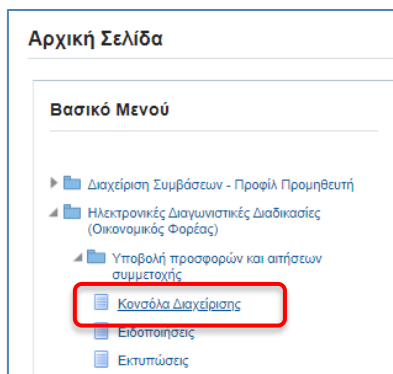 Αρχική Σελίδα
Βασικό Μενού
Διαχείριση Συμβάσεων - Προφίλ Προμηθευτή
Ηλεκτρονικές Διαγωνιστικές Διαδικασίες
(Οικονομικός Φορέας)
Υποβολή προσφορών και αιτήσεων
συμμετοχής
Κονσόλα Διαχείρισης
Ειδοποιήσεις
Εκτυπώσεις